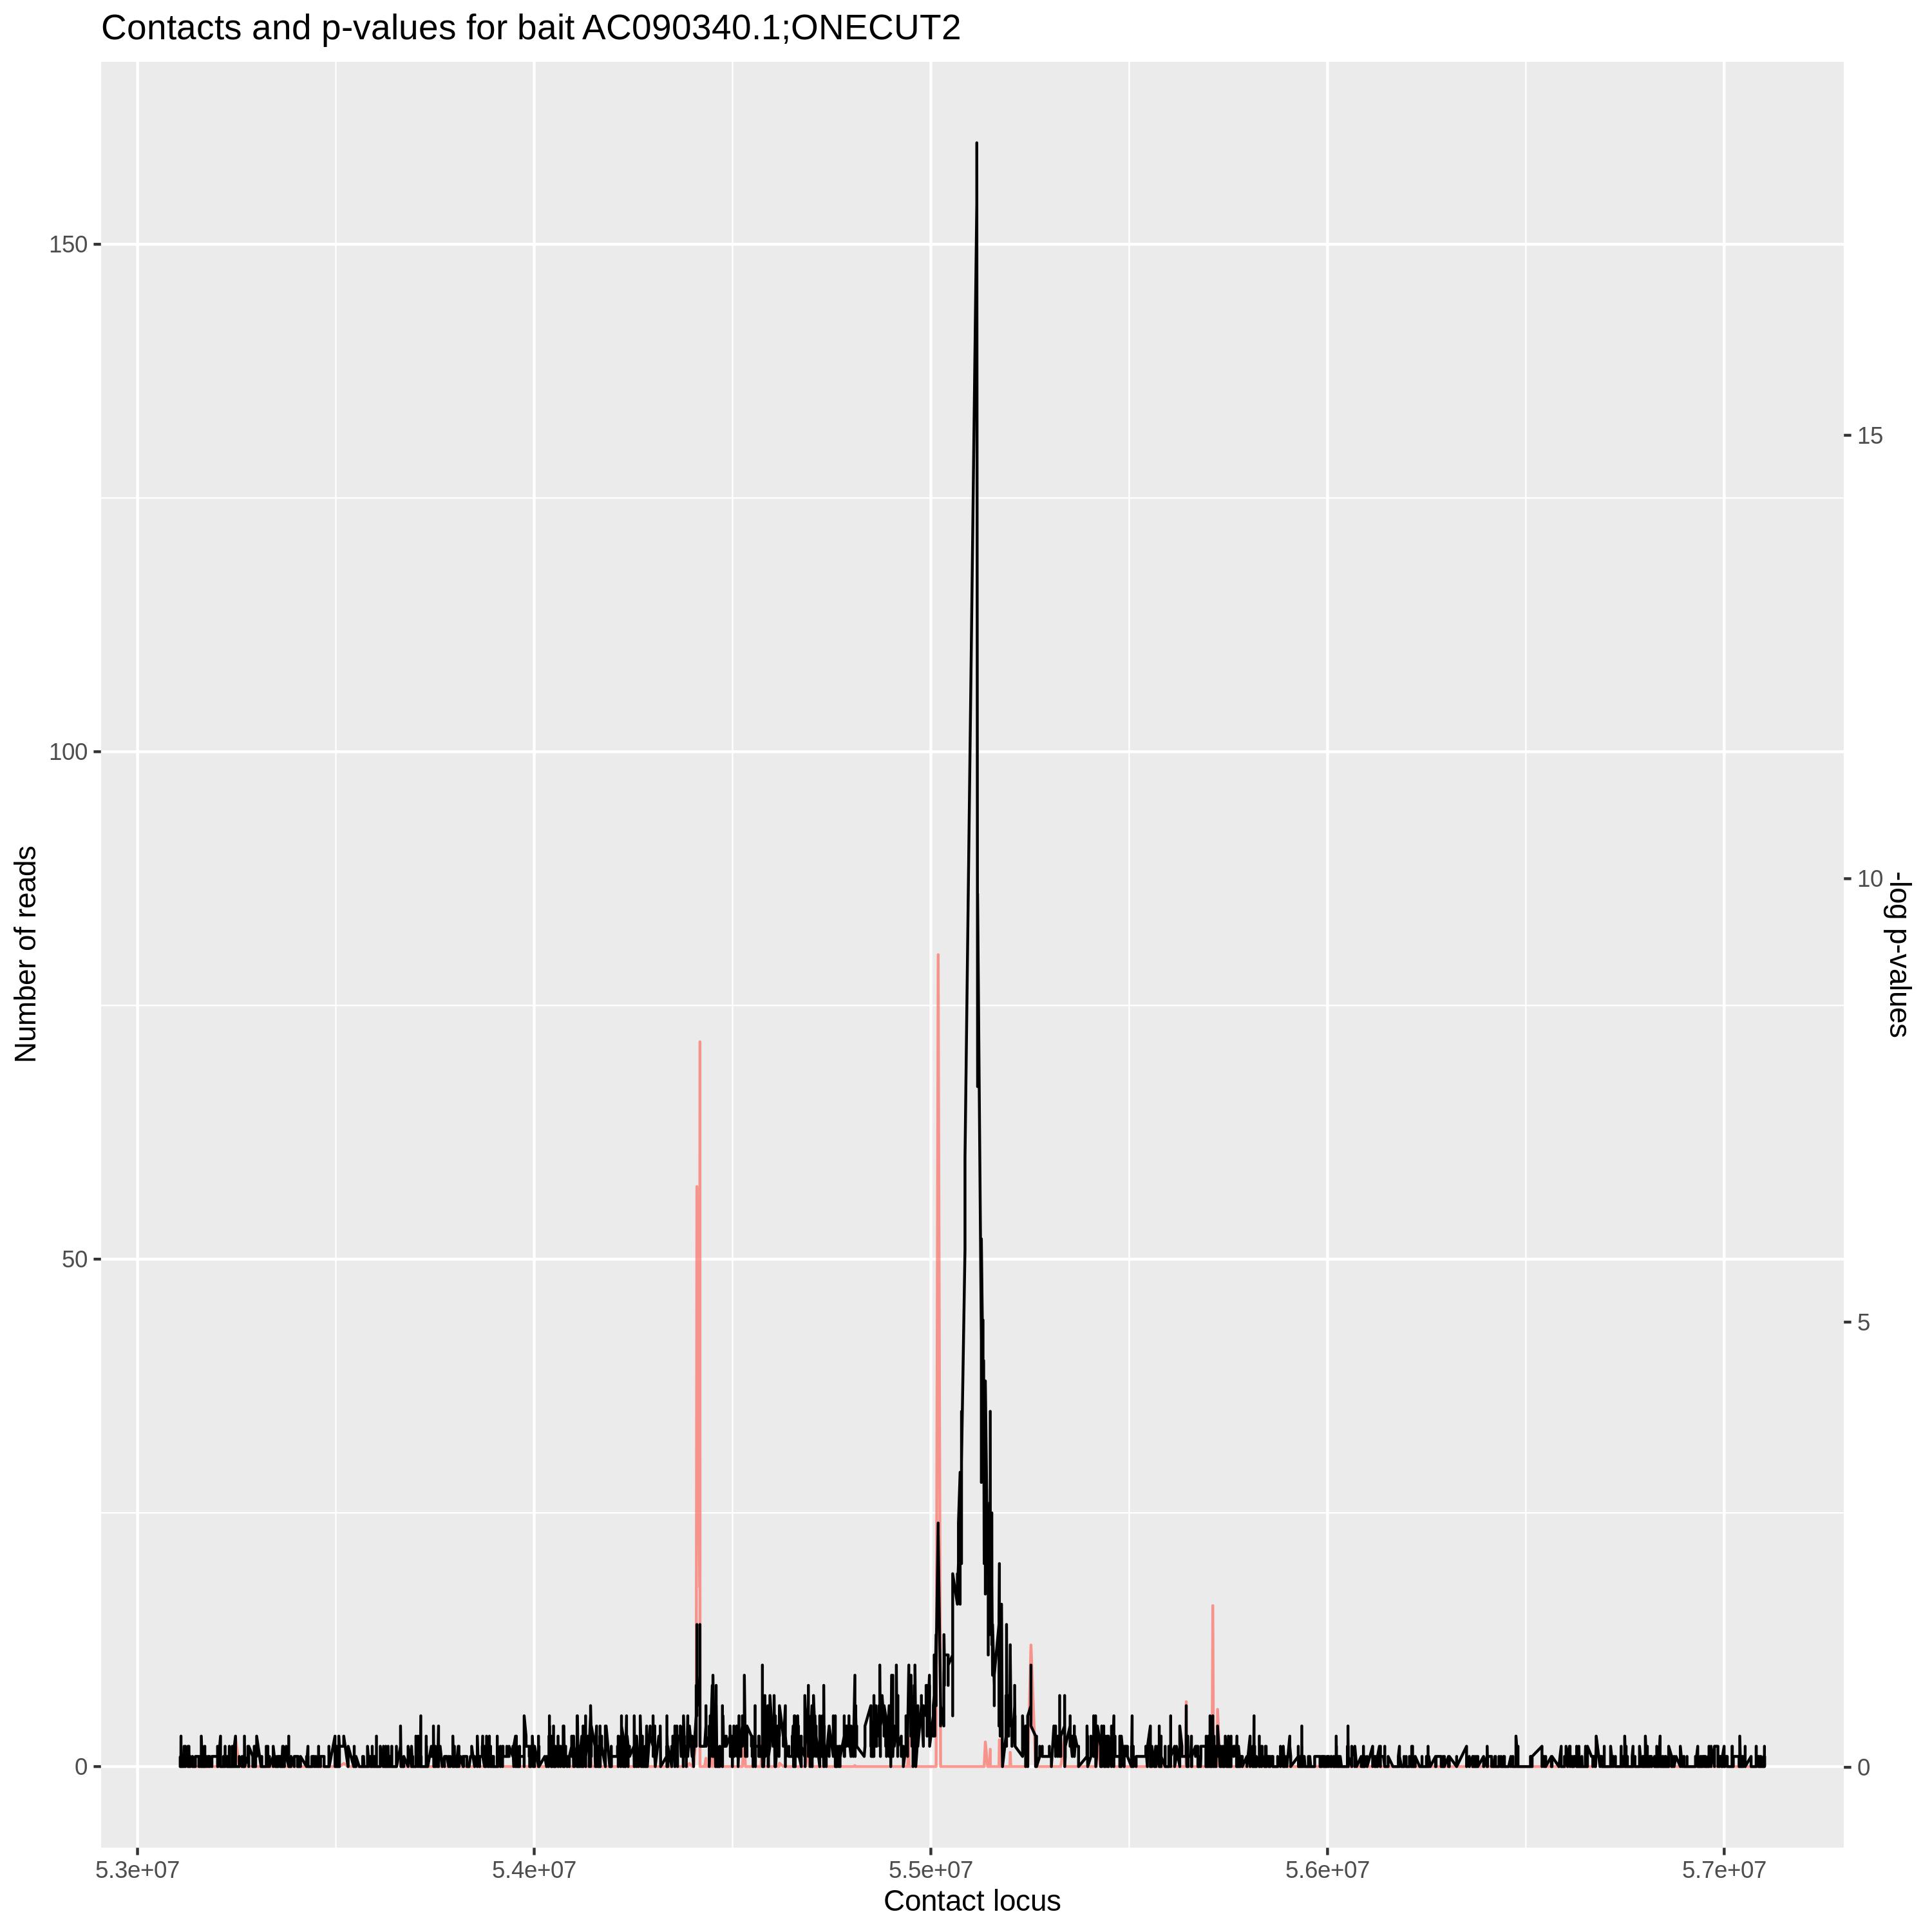 Contacts and p-values for bait AC090340.1;ONECUT2
150
100
50
0
Number of reads
15
10
5
0
-log p-values
5.3e+07
5.4e+07
5.5e+07
5.6e+07
5.7e+07
Contact locus